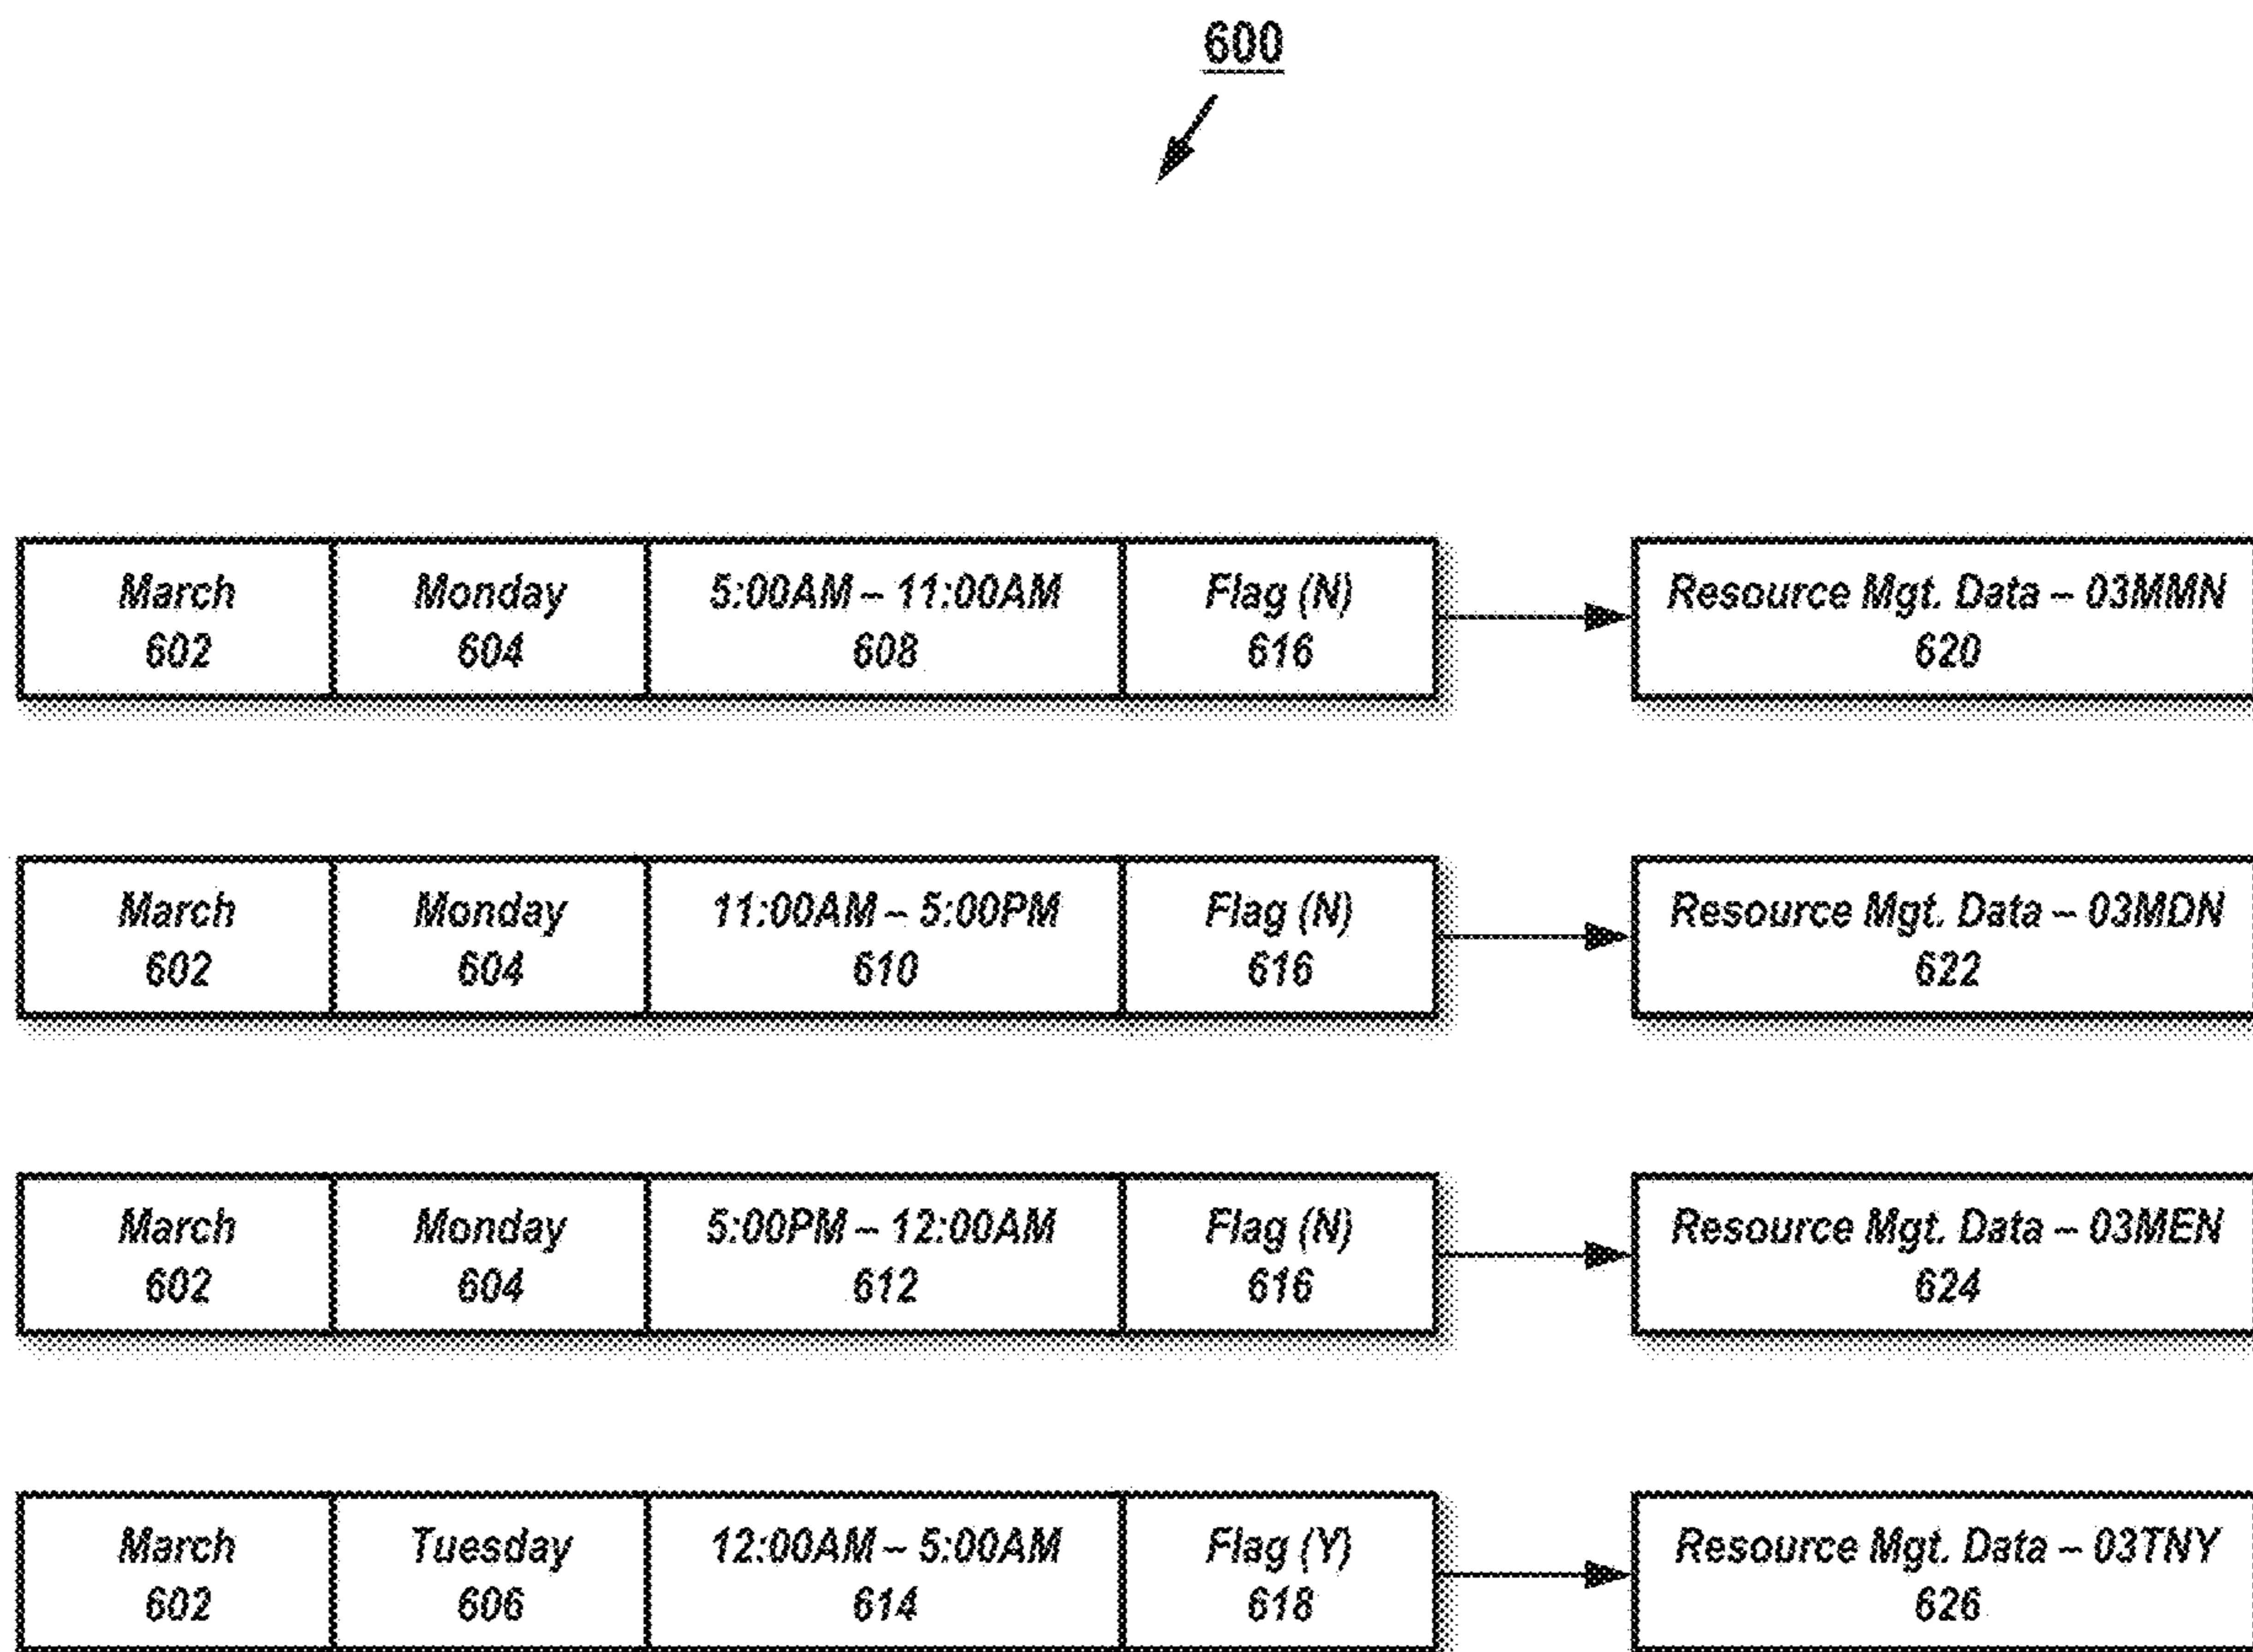 600
March
602
Monday
604
5:00AM – 11:00AM
608
Flag (N)
616
Resource Mgt. Data – 03MMN
620
March
602
Monday
604
11:00AM – 5:00PM
610
Flag (N)
616
Resource Mgt. Data – 03MDN
622
March
602
Monday
604
5:00PM – 12:00AM
612
Flag (N)
616
Resource Mgt. Data – 03MEN
624
March
602
Tuesday
606
12:00AM – 5:00AM
614
Flag (Y)
618
Resource Mgt. Data – 03TNY
626